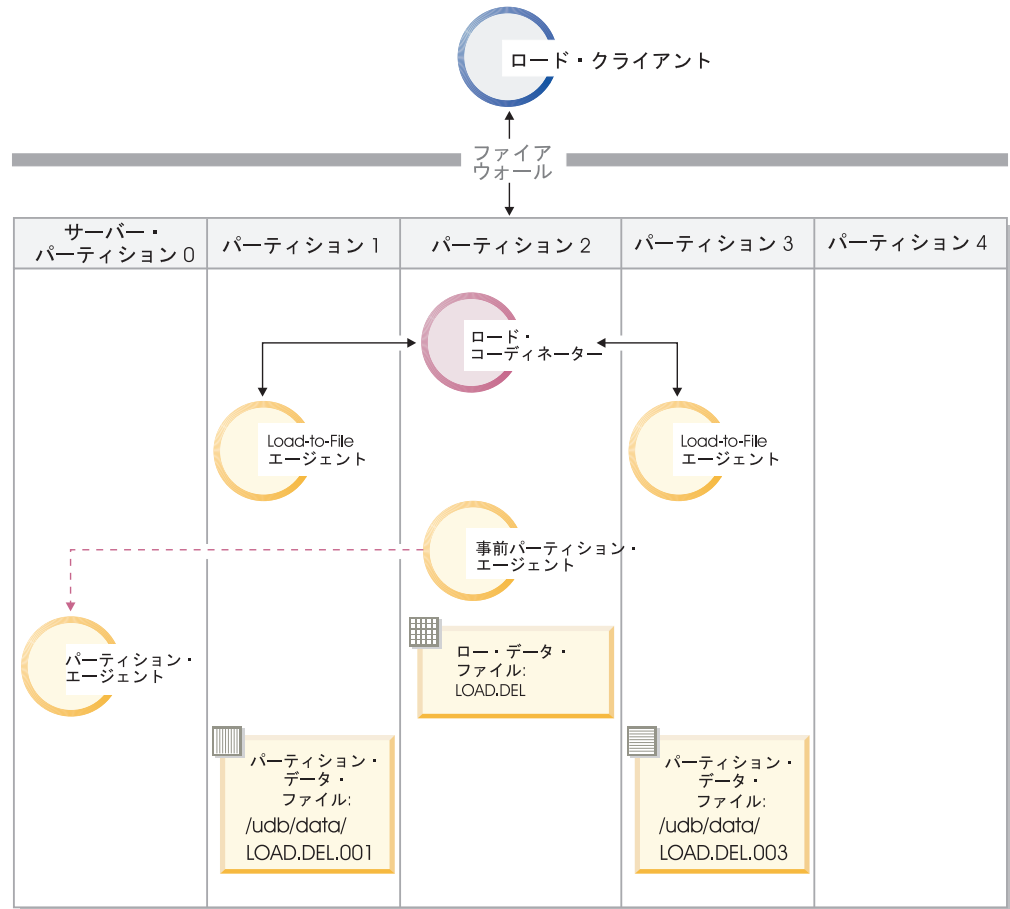 ロード・クライアント
ファイア
ウォール
サーバー・
パーティション 0
パーティション 1
パーティション 2
パーティション 3
パーティション 4
ロード・
コーディネーター
Load-to-File
エージェント
Load-to-File
エージェント
事前パーティション・
エージェント
パーティション・
エージェント
ロー・データ・
ファイル:
LOAD.DEL
パーティション・
データ・
ファイル:
/udb/data/
LOAD.DEL.001
パーティション・
データ・
ファイル:
/udb/data/
LOAD.DEL.003